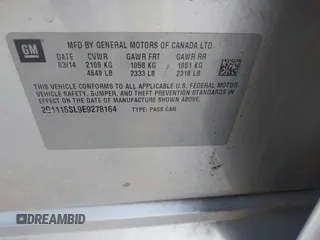 GM
MFD BY GENERAL MOTORS OF CANADA LTD.
03/14 GVWR GAWR FRT GAWR RR
2109 KG 1058 KG 1051 KG
4649 LB 2333 LB 2318 LB
THIS VEHICLE CONFORMS TO ALL APPLICABLE U.S. FEDERAL MOTOR
VEHICLE SAFETY, BUMPER, AND THEFT PREVENTION STANDARDS
IN EFFECT ON THE DATE OF MANUFACTURE SHOWN ABOVE.
2G1115SL9E9278164 TYPE: PASS CAR
DREAMBID